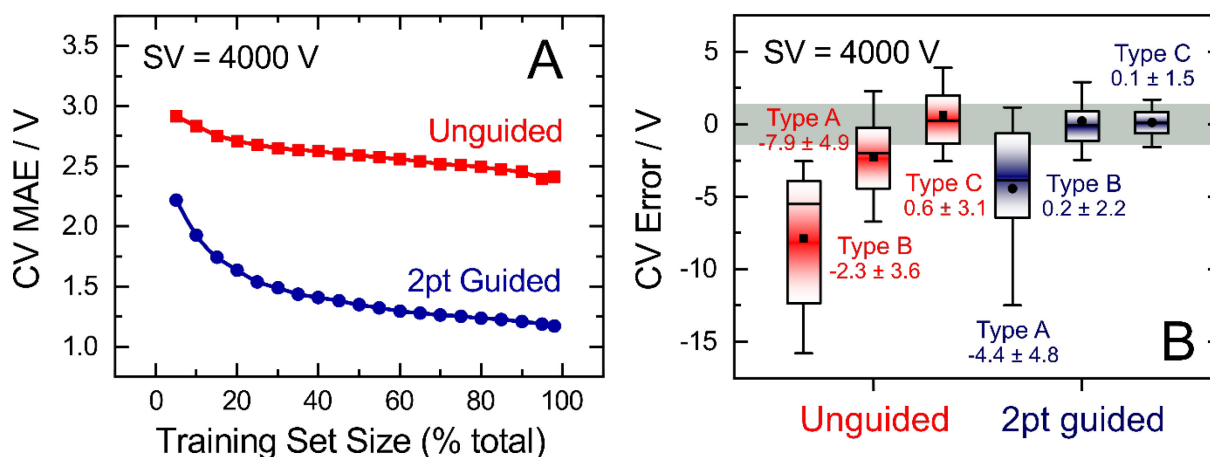 A
SV = 4000 V
CV MAE / V
3.5
3.0
2.5
2.0
1.5
1.0
Unguided
2pt Guided
0 20 40 60 80 100
Training Set Size (% total)
B
SV = 4000 V
CV Error / V
5
0
-5
-10
-15
Type A
-7.9 ± 4.9
Type B
-2.3 ± 3.6
Type C
0.6 ± 3.1
Type A
-4.4 ± 4.8
Type B
0.2 ± 2.2
Type C
0.1 ± 1.5
Unguided 2pt guided